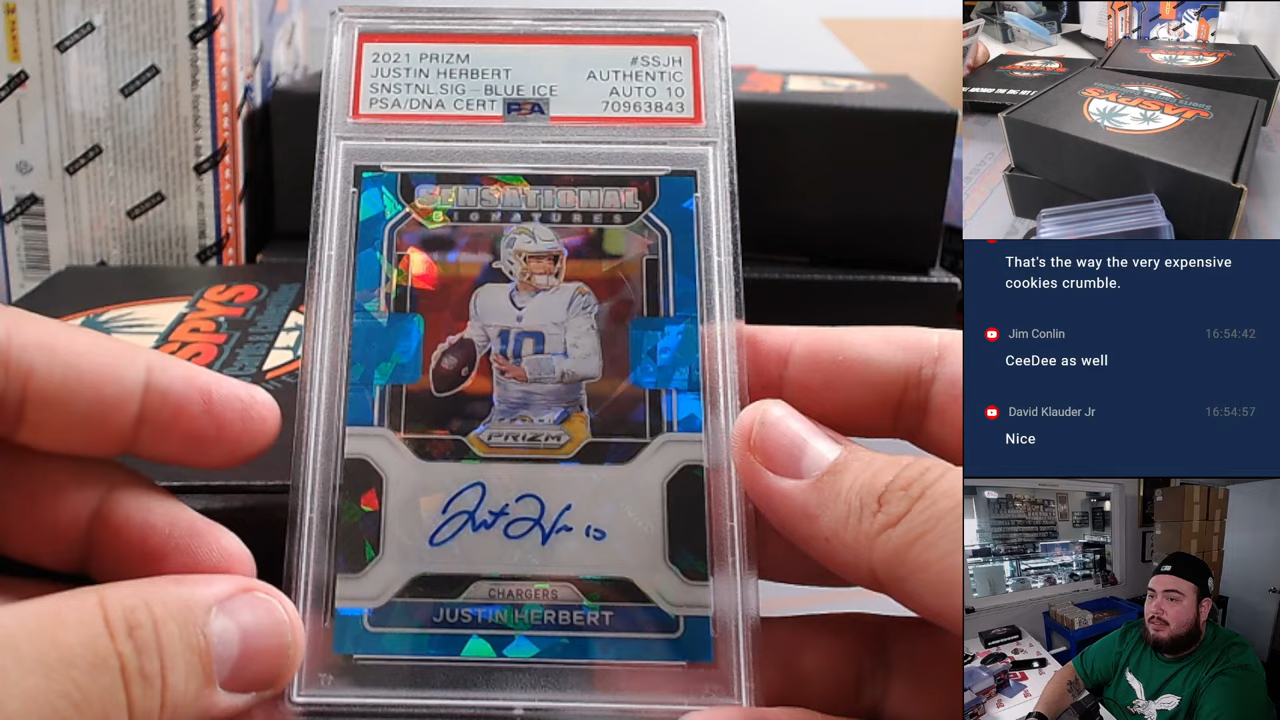 2021 PRIZM #SSJH
JUSTIN HERBERT AUTHENTIC
SNSTNL.SIG-BLUE ICE AUTO 10
PSA/DNA CERT PSA 70963843
SENSATIONAL
SIGNATURES
10
PRIZM
CHARGERS
JUSTIN HERBERT
JASPYS
That's the way the very expensive
cookies crumble.
Jim Conlin 16:54:42
CeeDee as well
David Klauder Jr 16:54:57
Nice